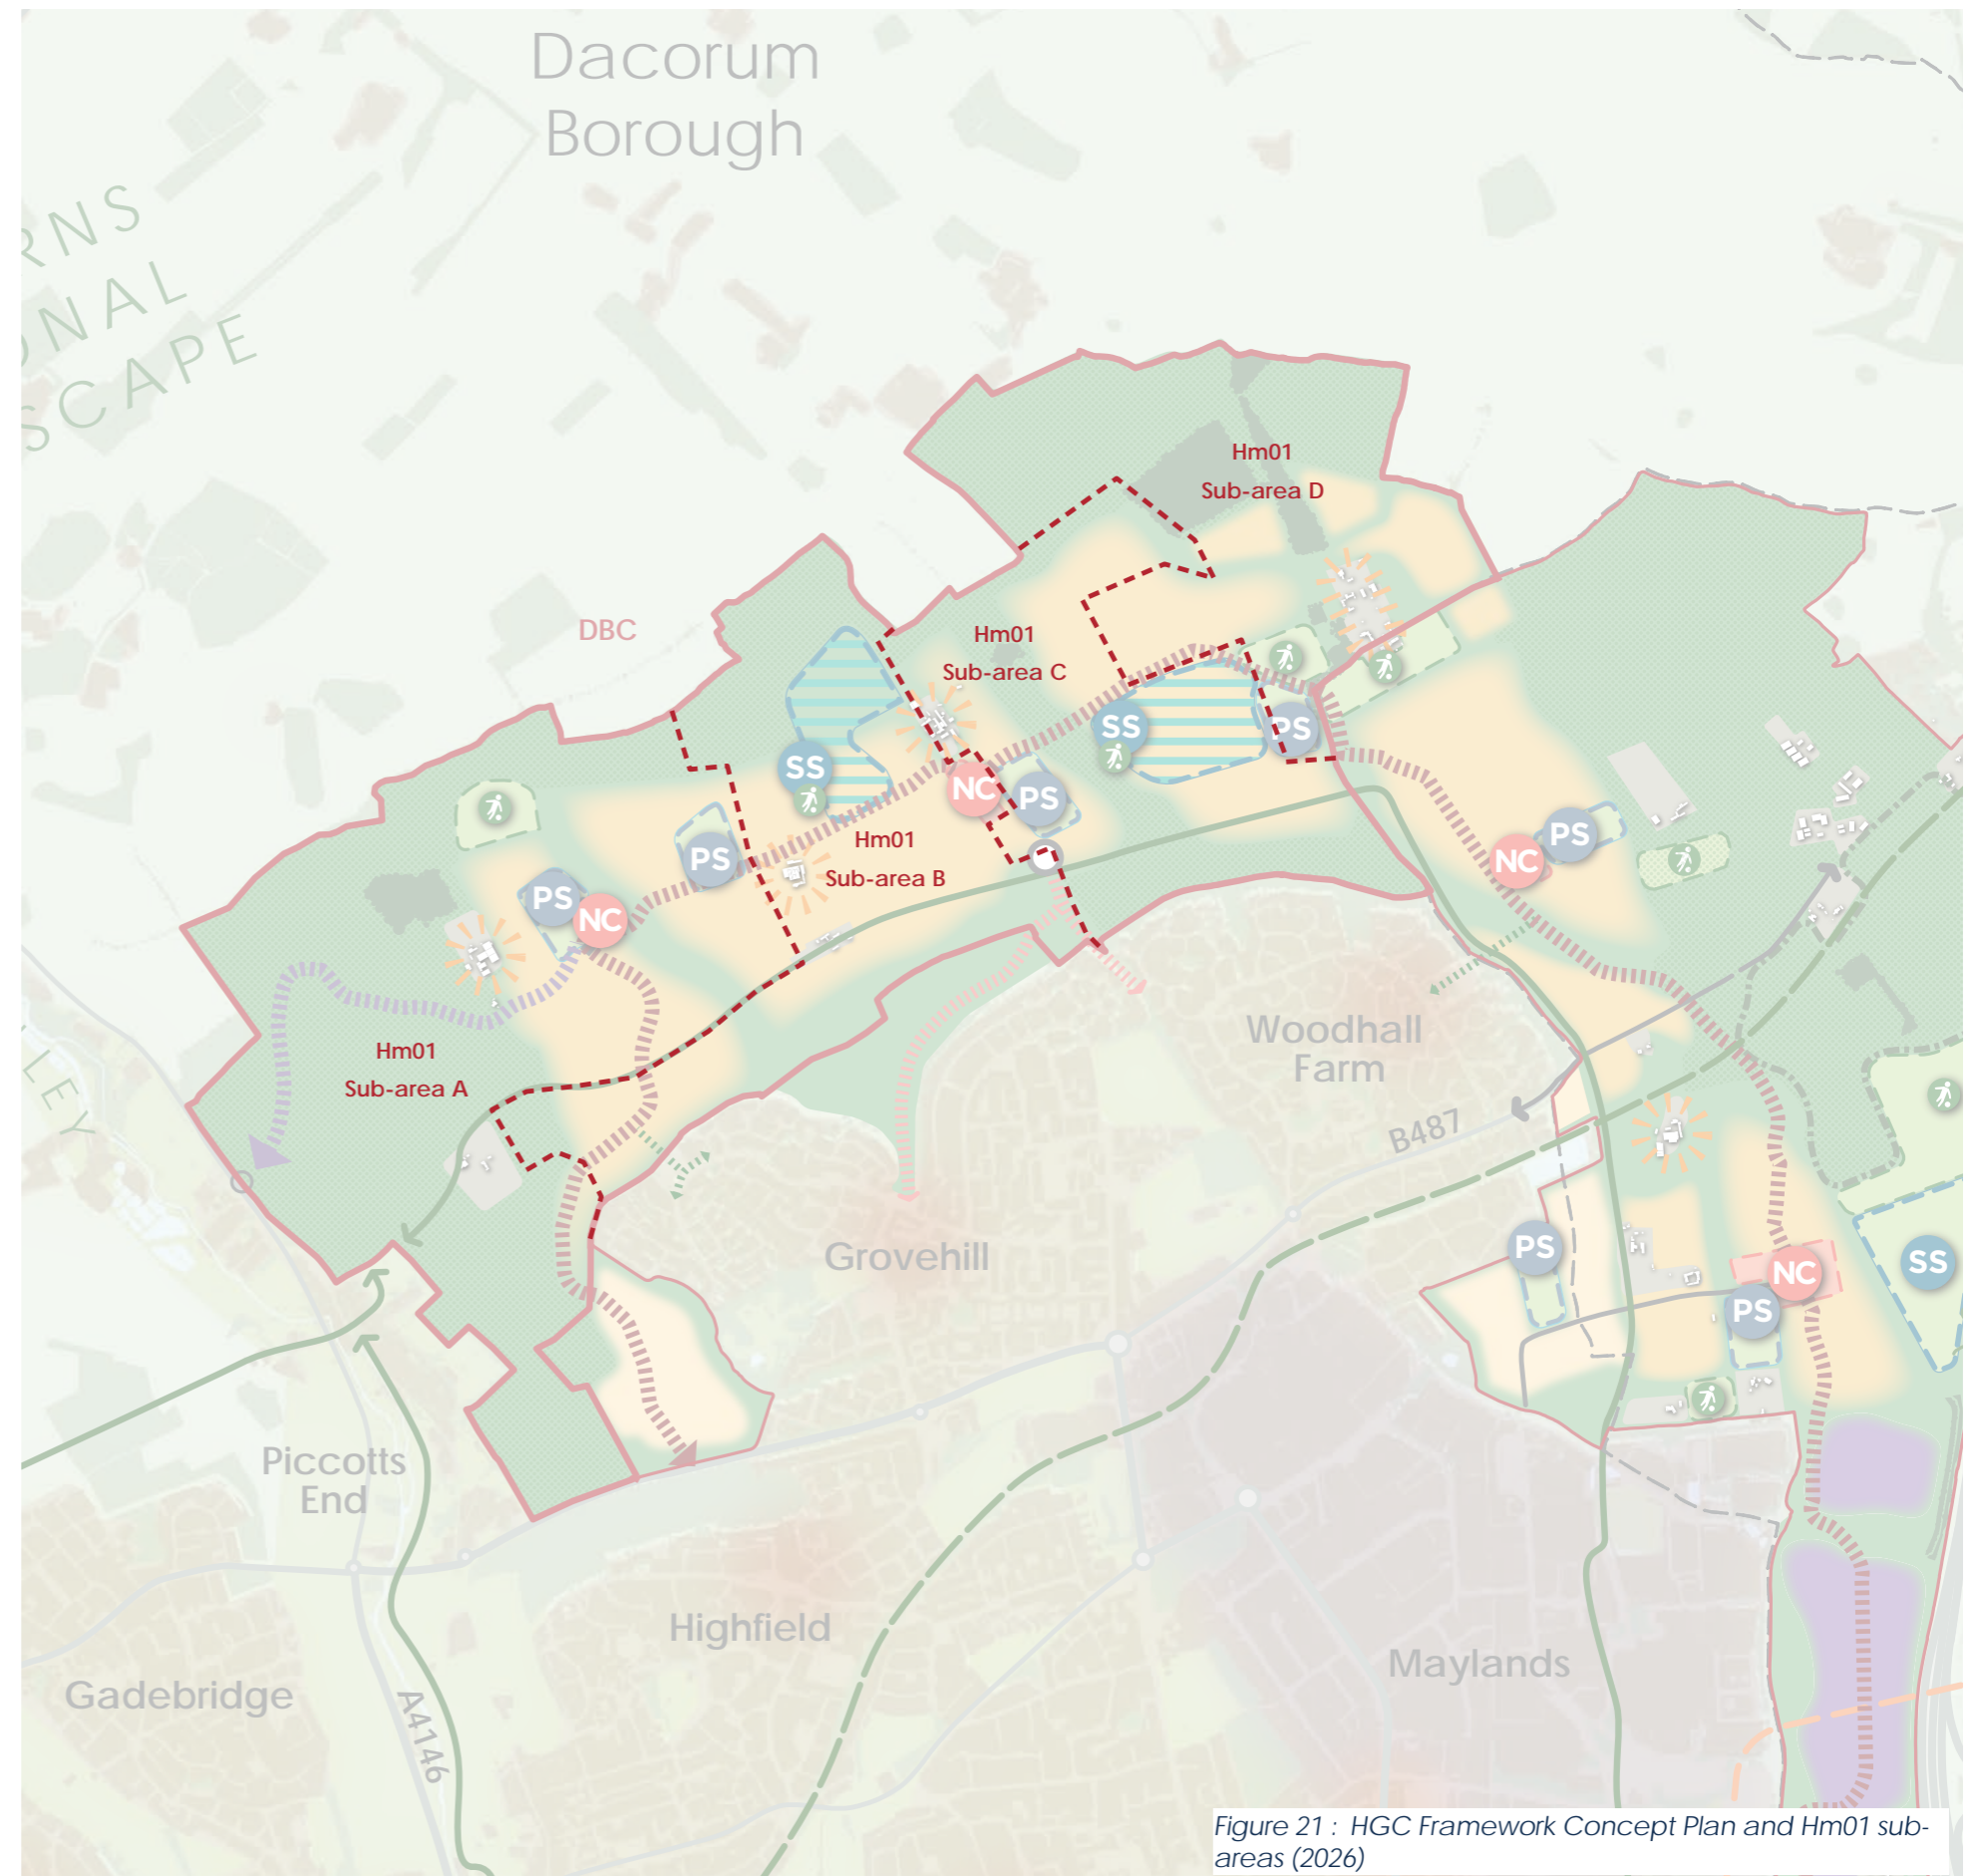 Dacorum
Borough
RNS
ONAL
SCAPE
Hm01
Sub-area D
DBC
Hm01
Sub-area C
SS
PS
SS
NC
PS
Hm01
Sub-area B
PS
NC
PS
PS
NC
Hm01
Sub-area A
LEY
Woodhall
Farm
B487
Grovehill
PS
SS
NC
PS
Piccotts
End
Highfield
Maylands
Gadebridge
A4146
Figure 21 : HGC Framework Concept Plan and Hm01 sub-
areas (2026)